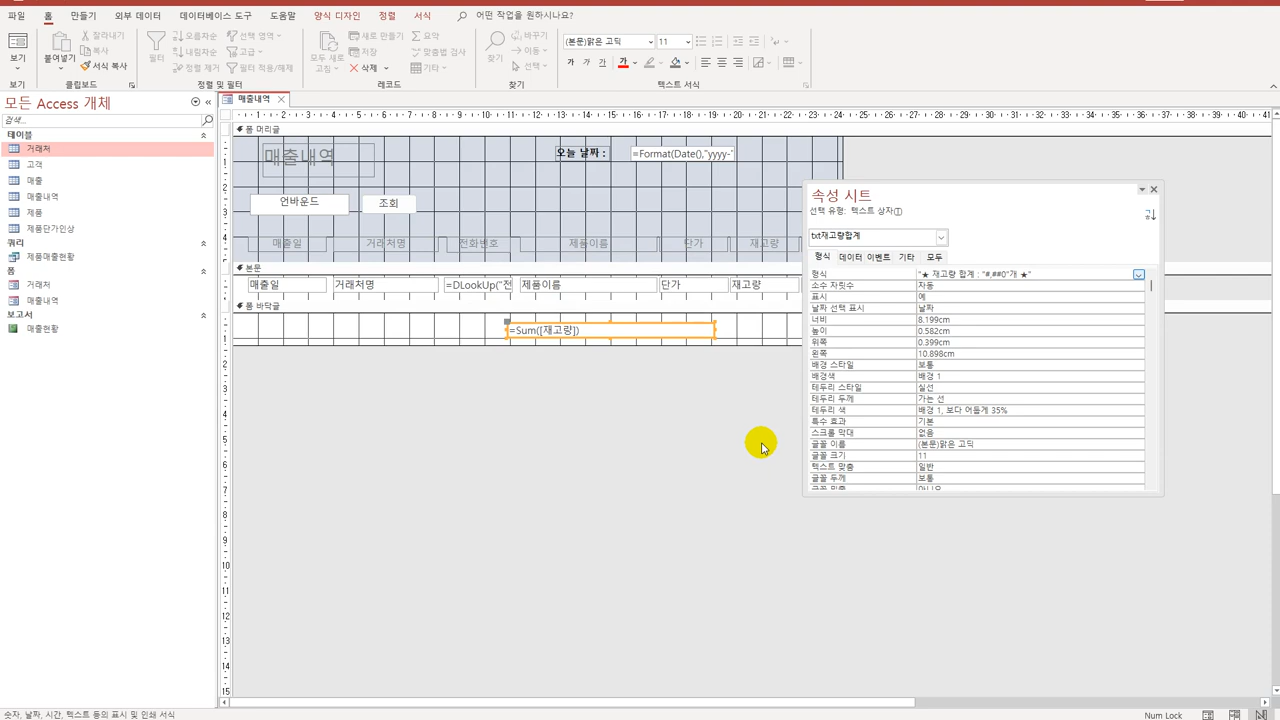 파일 홈 만들기 외부 데이터 데이터베이스 도구 도움말 양식 디자인 정렬 서식 어떤 작업을 원하시나요?
보기 붙여넣기 잘라내기 복사 서식 복사 필터 오름차순 내림차순 정렬 제거 선택 영역 고급 필터 적용/해제 모두 새로 고침 새로 만들기 저장 삭제 요약 맞춤법 검사 기타 찾기 바꾸기 이동 선택 (본문)맑은 고딕 11
가 가 가 가
보기 클립보드 정렬 및 필터 레코드 찾기 텍스트 서식
모든 Access 개체
검색...
테이블
거래처
고객
매출
매출내역
제품
제품단가인상
쿼리
제품매출현황
폼
거래처
매출내역
보고서
매출현황
매출내역
폼 머리글
매출내역 오늘 날짜 : =Format(Date(),"yyyy-
언바운드 조회
매출일 거래처명 전화번호 제품이름 단가 재고량
본문
매출일 거래처명 =DLookUp("전 제품이름 단가 재고량
폼 바닥글
=Sum([재고량])
속성 시트
선택 유형: 텍스트 상자(T)
txt재고량합계
형식 데이터 이벤트 기타 모두
형식 "★ 재고량 합계 : "#,##0"개 ★"
소수 자릿수 자동
표시 예
날짜 선택 표시 날짜
너비 8.199cm
높이 0.582cm
위쪽 0.399cm
왼쪽 10.898cm
배경 스타일 보통
배경색 배경 1
테두리 스타일 실선
테두리 두께 가는 선
테두리 색 배경 1, 보다 어둡게 35%
특수 효과 기본
스크롤 막대 없음
글꼴 이름 (본문)맑은 고딕
글꼴 크기 11
텍스트 맞춤 일반
글꼴 두께 보통
숫자, 날짜, 시간, 텍스트 등의 표시 및 인쇄 서식 Num Lock